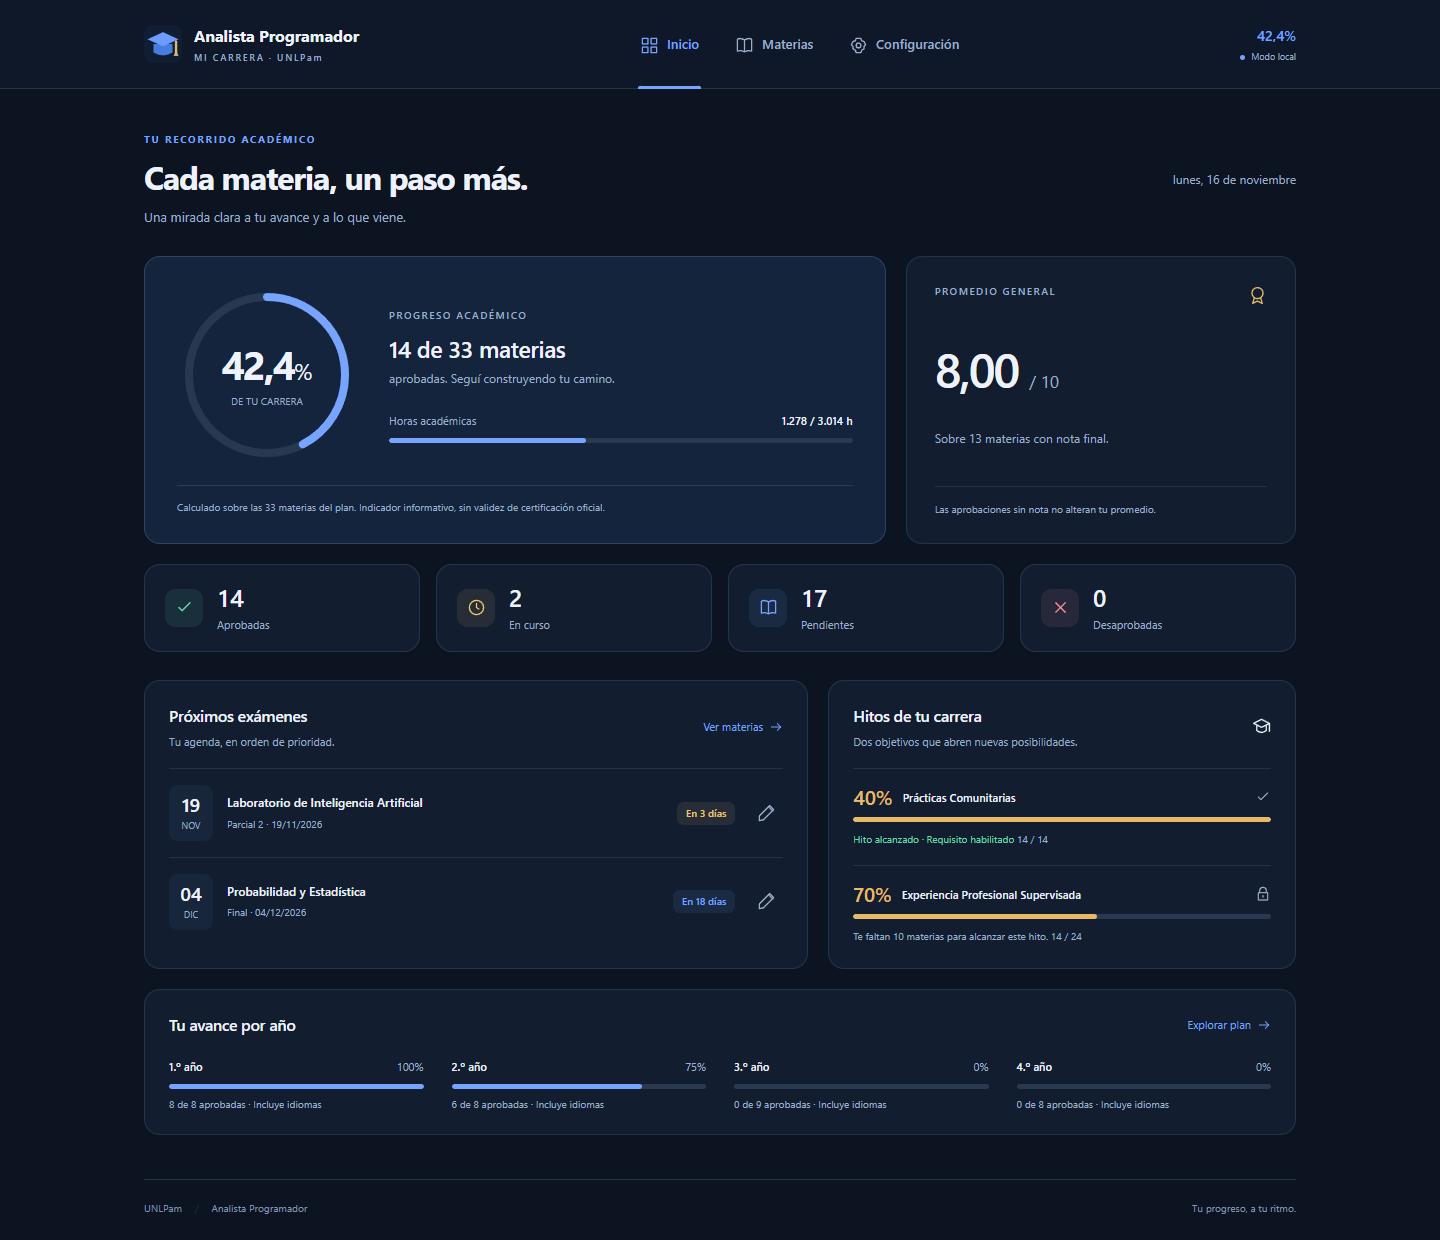 Analista Programador
MI CARRERA · UNLPam
Inicio
Materias
Configuración
42,4%
Modo local
TU RECORRIDO ACADÉMICO
Cada materia, un paso más.
Una mirada clara a tu avance y a lo que viene.
lunes, 16 de noviembre
42,4%
DE TU CARRERA
PROGRESO ACADÉMICO
14 de 33 materias
aprobadas. Seguí construyendo tu camino.
Horas académicas
1.278 / 3.014 h
Calculado sobre las 33 materias del plan. Indicador informativo, sin validez de certificación oficial.
PROMEDIO GENERAL
8,00 / 10
Sobre 13 materias con nota final.
Las aprobaciones sin nota no alteran tu promedio.
14
Aprobadas
2
En curso
17
Pendientes
0
Desaprobadas
Próximos exámenes
Tu agenda, en orden de prioridad.
Ver materias
19
NOV
Laboratorio de Inteligencia Artificial
Parcial 2 · 19/11/2026
En 3 días
04
DIC
Probabilidad y Estadística
Final · 04/12/2026
En 18 días
Hitos de tu carrera
Dos objetivos que abren nuevas posibilidades.
40% Prácticas Comunitarias
Hito alcanzado · Requisito habilitado 14 / 14
70% Experiencia Profesional Supervisada
Te faltan 10 materias para alcanzar este hito. 14 / 24
Tu avance por año
Explorar plan
1.º año
100%
8 de 8 aprobadas · Incluye idiomas
2.º año
75%
6 de 8 aprobadas · Incluye idiomas
3.º año
0%
0 de 9 aprobadas · Incluye idiomas
4.º año
0%
0 de 8 aprobadas · Incluye idiomas
UNLPam / Analista Programador
Tu progreso, a tu ritmo.